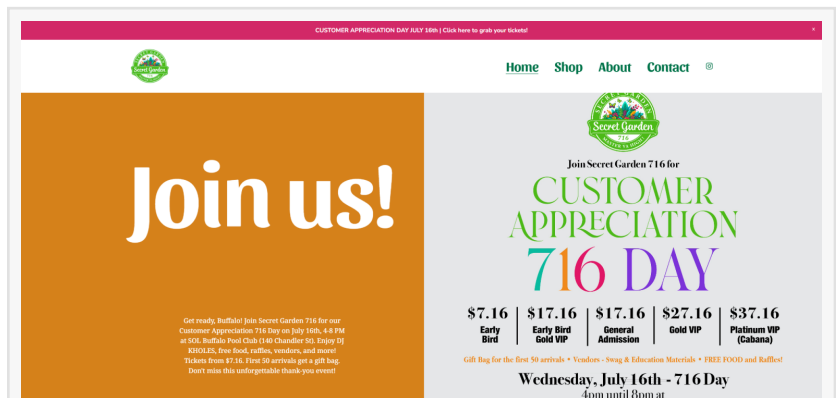 CUSTOMER APPRECIATION DAY JULY 16th | Click here to grab your tickets!
×
Secret Garden
Home Shop About Contact
Join us!
Get ready, Buffalo! Join Secret Garden 716 for our
Customer Appreciation 716 Day on July 16th, 4-8 PM
at SOL Buffalo Pool Club (140 Chandler St). Enjoy DJ
KHOLES, free food, raffles, vendors, and more!
Tickets from $7.16. First 50 arrivals get a gift bag.
Don't miss this unforgettable thank-you event!
SECRET GARDEN
Secret Garden
716
Join Secret Garden 716 for
CUSTOMER
APPRECIATION
716 DAY
$7.16 | $17.16 | $17.16 | $27.16 | $37.16
Early Bird
Early Bird Gold VIP
General Admission
Gold VIP
Platinum VIP (Cabana)
Gift Bag for the first 50 arrivals • Vendors - Swag & Education Materials • FREE FOOD and Raffles!
Wednesday, July 16th - 716 Day
4pm until 8pm at